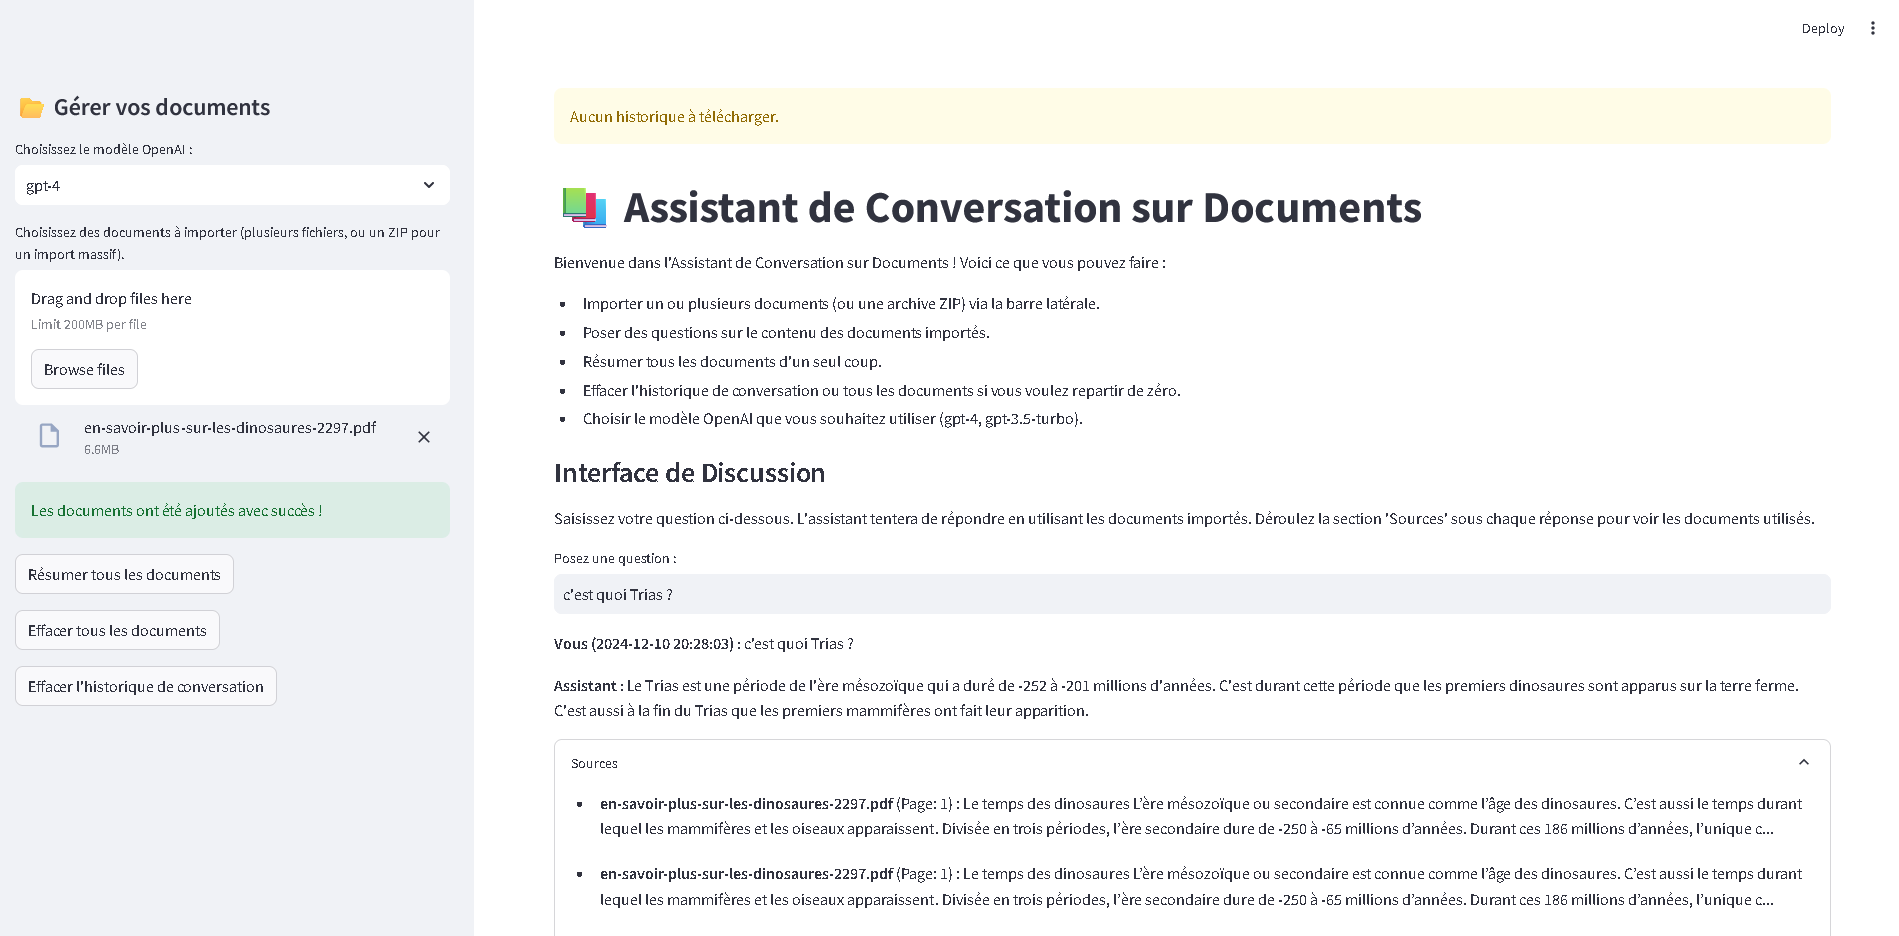 Deploy
Gérer vos documents
Choisissez le modèle OpenAI :
gpt-4
Choisissez des documents à importer (plusieurs fichiers, ou un ZIP pour
un import massif).
Drag and drop files here
Limit 200MB per file
Browse files
en-savoir-plus-sur-les-dinosaures-2297.pdf
6.6MB
Les documents ont été ajoutés avec succès !
Résumer tous les documents
Effacer tous les documents
Effacer l'historique de conversation
Aucun historique à télécharger.
Assistant de Conversation sur Documents
Bienvenue dans l'Assistant de Conversation sur Documents ! Voici ce que vous pouvez faire :
• Importer un ou plusieurs documents (ou une archive ZIP) via la barre latérale.
• Poser des questions sur le contenu des documents importés.
• Résumer tous les documents d'un seul coup.
• Effacer l'historique de conversation ou tous les documents si vous voulez repartir de zéro.
• Choisir le modèle OpenAI que vous souhaitez utiliser (gpt-4, gpt-3.5-turbo).
Interface de Discussion
Saisissez votre question ci-dessous. L'assistant tentera de répondre en utilisant les documents importés. Déroulez la section 'Sources' sous chaque réponse pour voir les documents utilisés.
Posez une question :
c'est quoi Trias ?
Vous (2024-12-10 20:28:03) : c'est quoi Trias ?
Assistant : Le Trias est une période de l'ère mésozoïque qui a duré de -252 à -201 millions d'années. C'est durant cette période que les premiers dinosaures sont apparus sur la terre ferme.
C'est aussi à la fin du Trias que les premiers mammifères ont fait leur apparition.
Sources
• en-savoir-plus-sur-les-dinosaures-2297.pdf (Page: 1) : Le temps des dinosaures L'ère mésozoïque ou secondaire est connue comme l'âge des dinosaures. C'est aussi le temps durant
lequel les mammifères et les oiseaux apparaissent. Divisée en trois périodes, l'ère secondaire dure de -250 à -65 millions d'années. Durant ces 186 millions d'années, l'unique c...
• en-savoir-plus-sur-les-dinosaures-2297.pdf (Page: 1) : Le temps des dinosaures L'ère mésozoïque ou secondaire est connue comme l'âge des dinosaures. C'est aussi le temps durant
lequel les mammifères et les oiseaux apparaissent. Divisée en trois périodes, l'ère secondaire dure de -250 à -65 millions d'années. Durant ces 186 millions d'années, l'unique c...